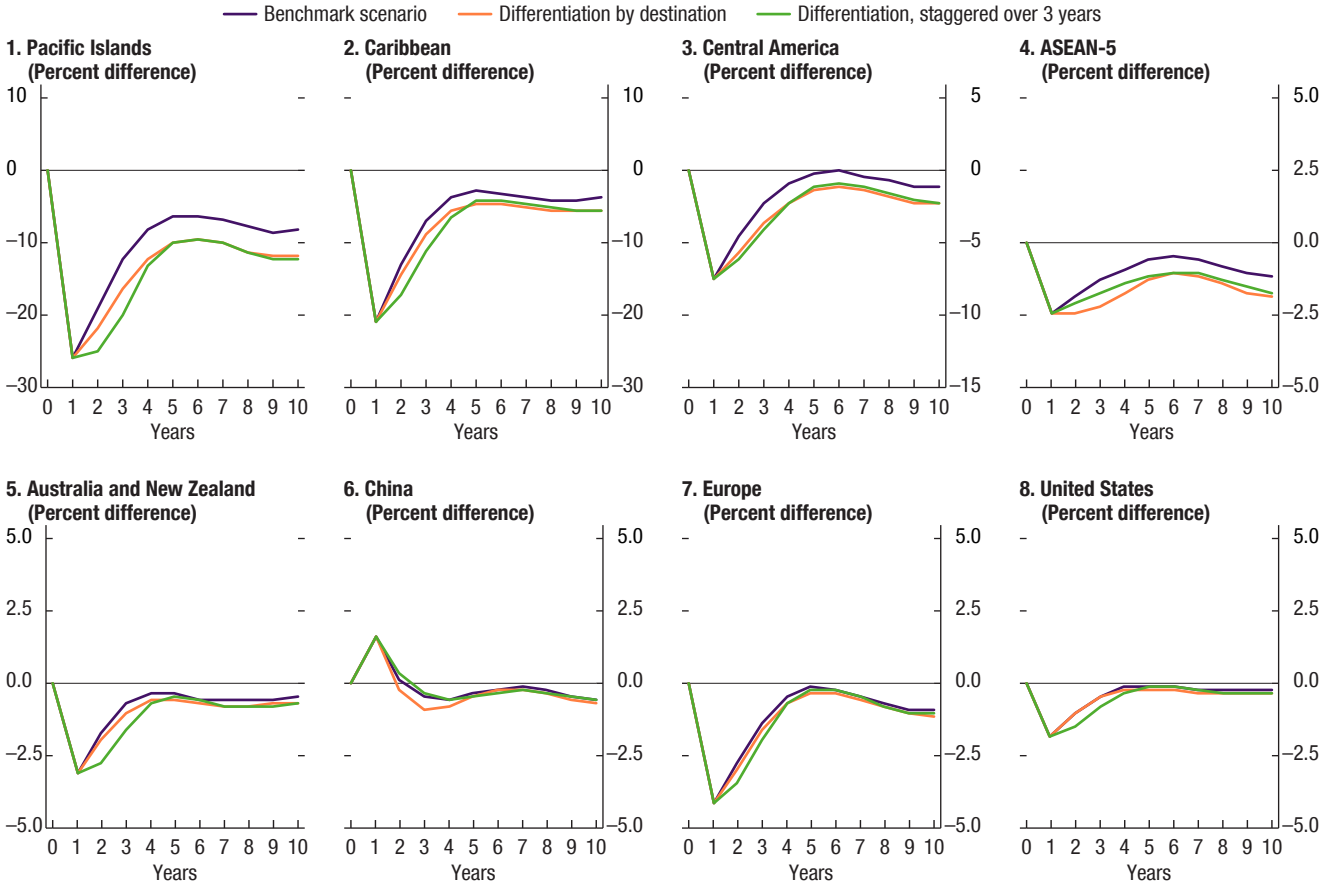 Benchmark scenario Differentiation by destination Differentiation, staggered over 3 years
1. Pacific Islands
(Percent difference)
10
0
–10
–20
–30
0 1 2 3 4 5 6 7 8 9 10
Years
2. Caribbean
(Percent difference)
10
0
–10
–20
–30
0 1 2 3 4 5 6 7 8 9 10
Years
3. Central America
(Percent difference)
5
0
–5
–10
–15
0 1 2 3 4 5 6 7 8 9 10
Years
4. ASEAN-5
(Percent difference)
5.0
2.5
0.0
–2.5
–5.0
0 1 2 3 4 5 6 7 8 9 10
Years
5. Australia and New Zealand
(Percent difference)
5.0
2.5
0.0
–2.5
–5.0
0 1 2 3 4 5 6 7 8 9 10
Years
6. China
(Percent difference)
5.0
2.5
0.0
–2.5
–5.0
0 1 2 3 4 5 6 7 8 9 10
Years
7. Europe
(Percent difference)
5.0
2.5
0.0
–2.5
–5.0
0 1 2 3 4 5 6 7 8 9 10
Years
8. United States
(Percent difference)
5.0
2.5
0.0
–2.5
–5.0
0 1 2 3 4 5 6 7 8 9 10
Years